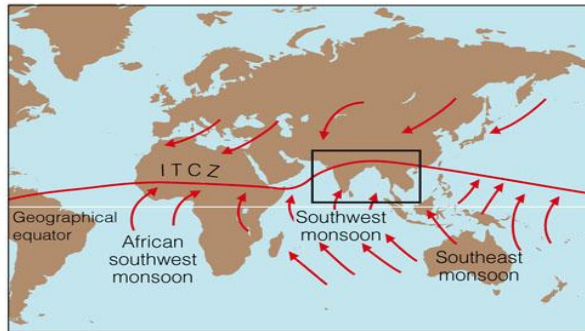 ITCZ
Geographical
equator
African
southwest
monsoon
Southwest
monsoon
Southeast
monsoon